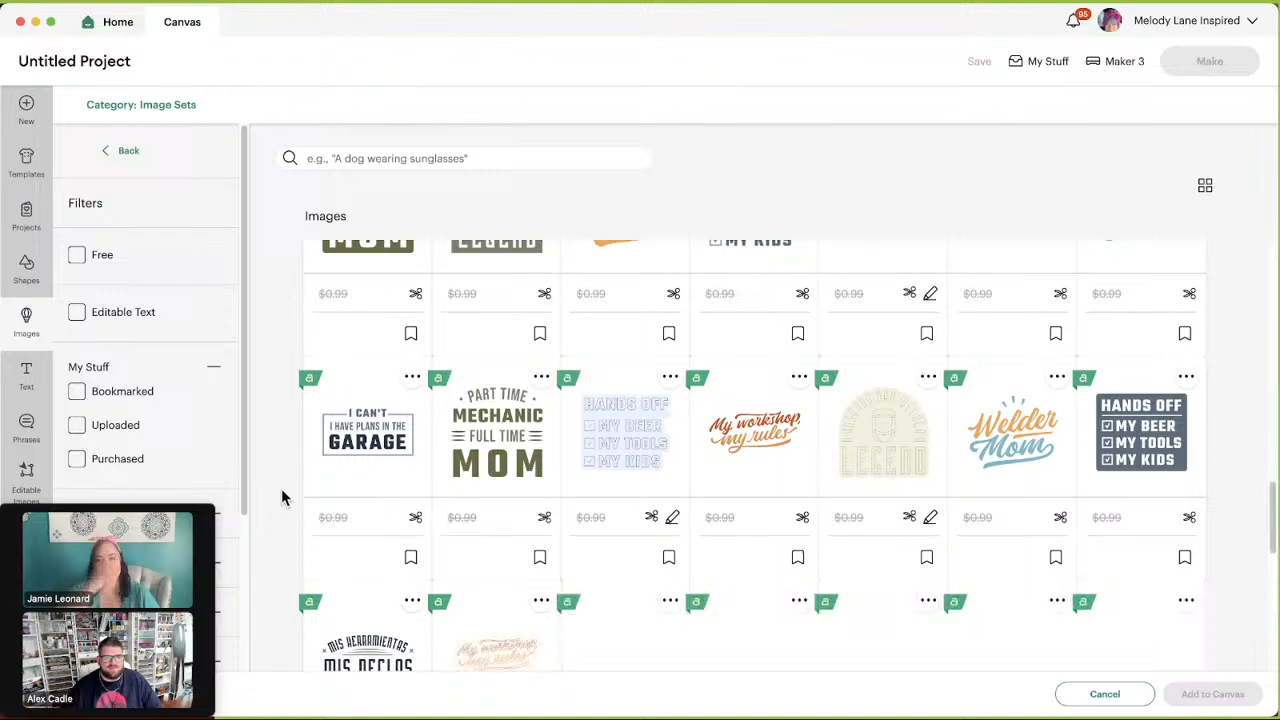 Home
Canvas
95
Melody Lane Inspired
Untitled Project
Save
My Stuff
Maker 3
Make
New
Templates
Projects
Shapes
Images
Text
Phrases
Editable
Images
Category: Image Sets
Back
Filters
Free
Editable Text
My Stuff
Bookmarked
Uploaded
Purchased
e.g., "A dog wearing sunglasses"
Images
MOM
LEGEND
MY KIDS
$0.99
$0.99
$0.99
$0.99
$0.99
$0.99
$0.99
a
a
a
a
a
a
a
I CAN'T
I HAVE PLANS IN THE
GARAGE
PART TIME
MECHANIC
FULL TIME
MOM
HANDS OFF
MY BEER
MY TOOLS
MY KIDS
My workshop,
my rules
LEGEND
Welder
Mom
HANDS OFF
MY BEER
MY TOOLS
MY KIDS
$0.99
$0.99
$0.99
$0.99
$0.99
$0.99
$0.99
a
a
a
a
a
a
a
MIS HERRAMIENTAS
MIS REGLAS
My workshop,
Jamie Leonard
Alex Cadle
Cancel
Add to Canvas